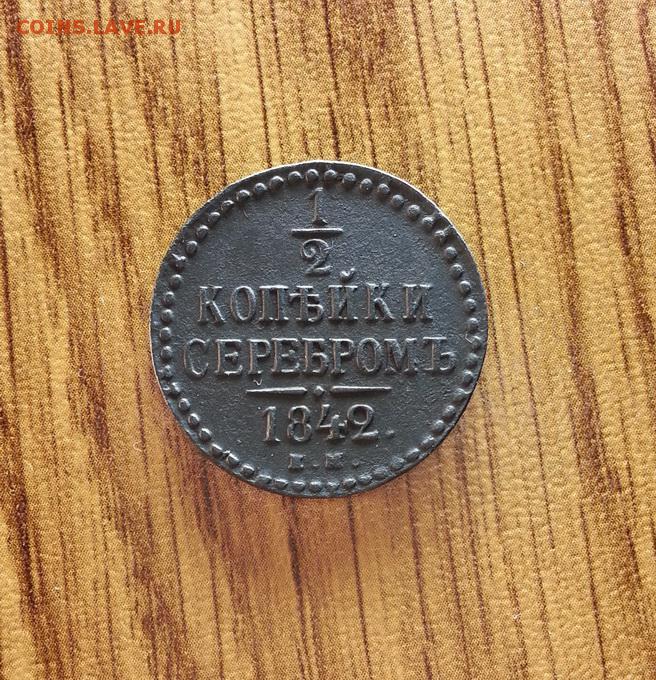 COINS.LAVE.RU
1
2
КОПѢЙКИ
СЕРЕБРОМЪ
1842.
Е.М.